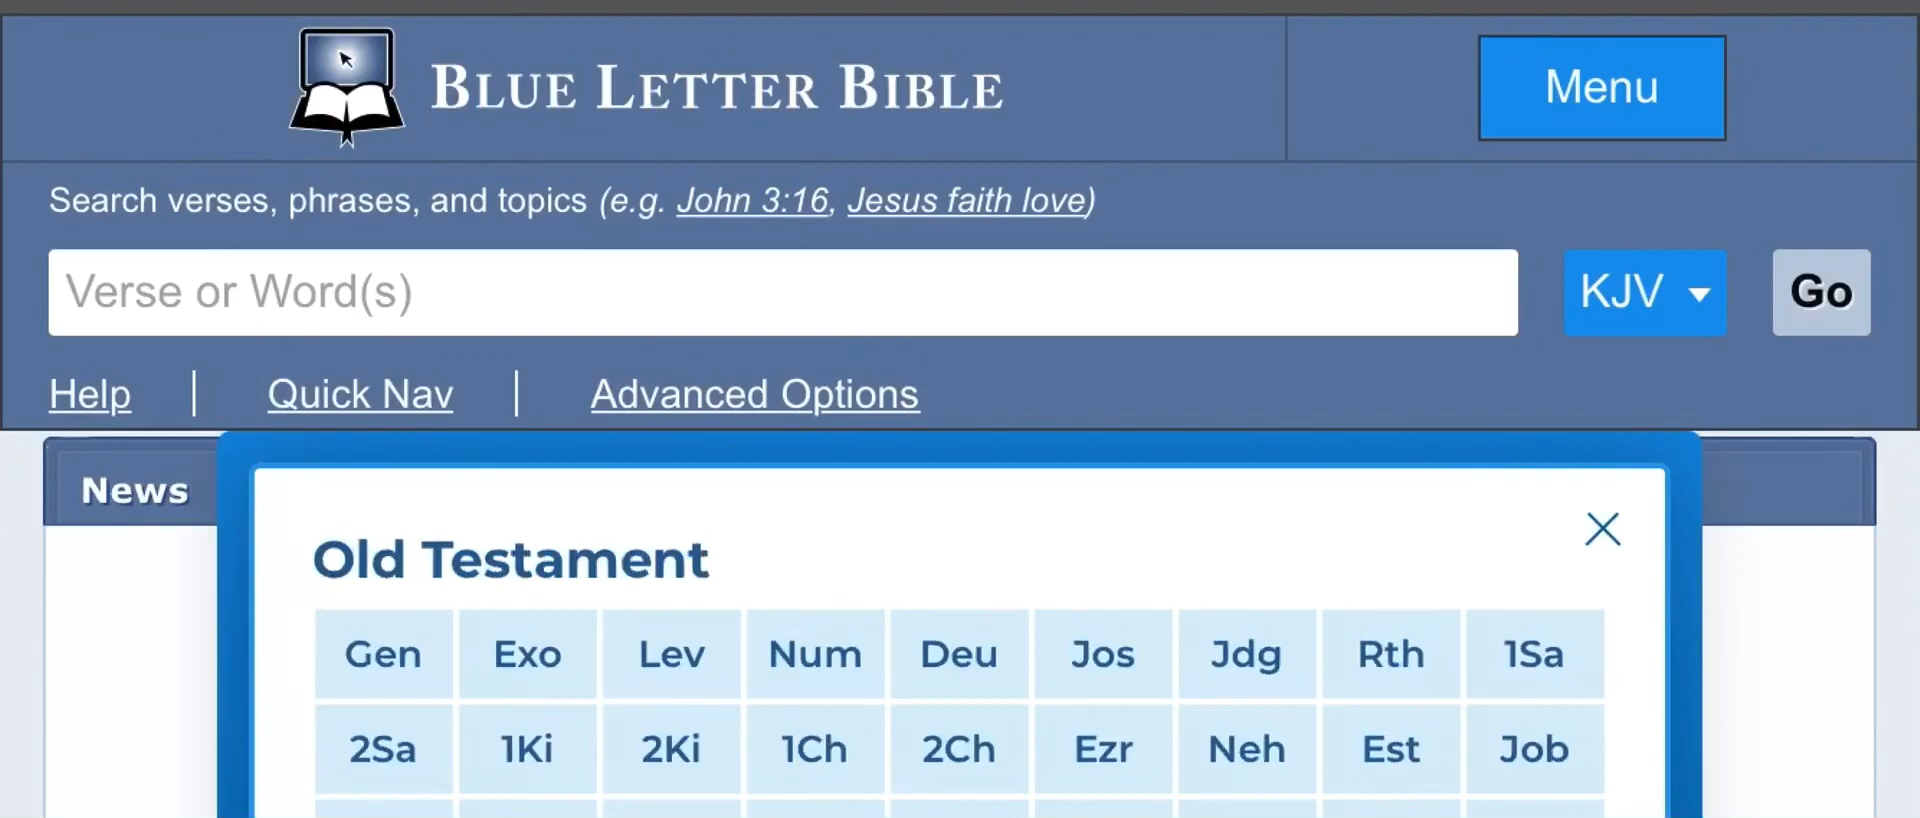 BLUE LETTER BIBLE
Menu
Search verses, phrases, and topics (e.g. John 3:16, Jesus faith love)
Verse or Word(s)
KJV
Go
Help | Quick Nav | Advanced Options
News
Old Testament
Gen Exo Lev Num Deu Jos Jdg Rth 1Sa
2Sa 1Ki 2Ki 1Ch 2Ch Ezr Neh Est Job